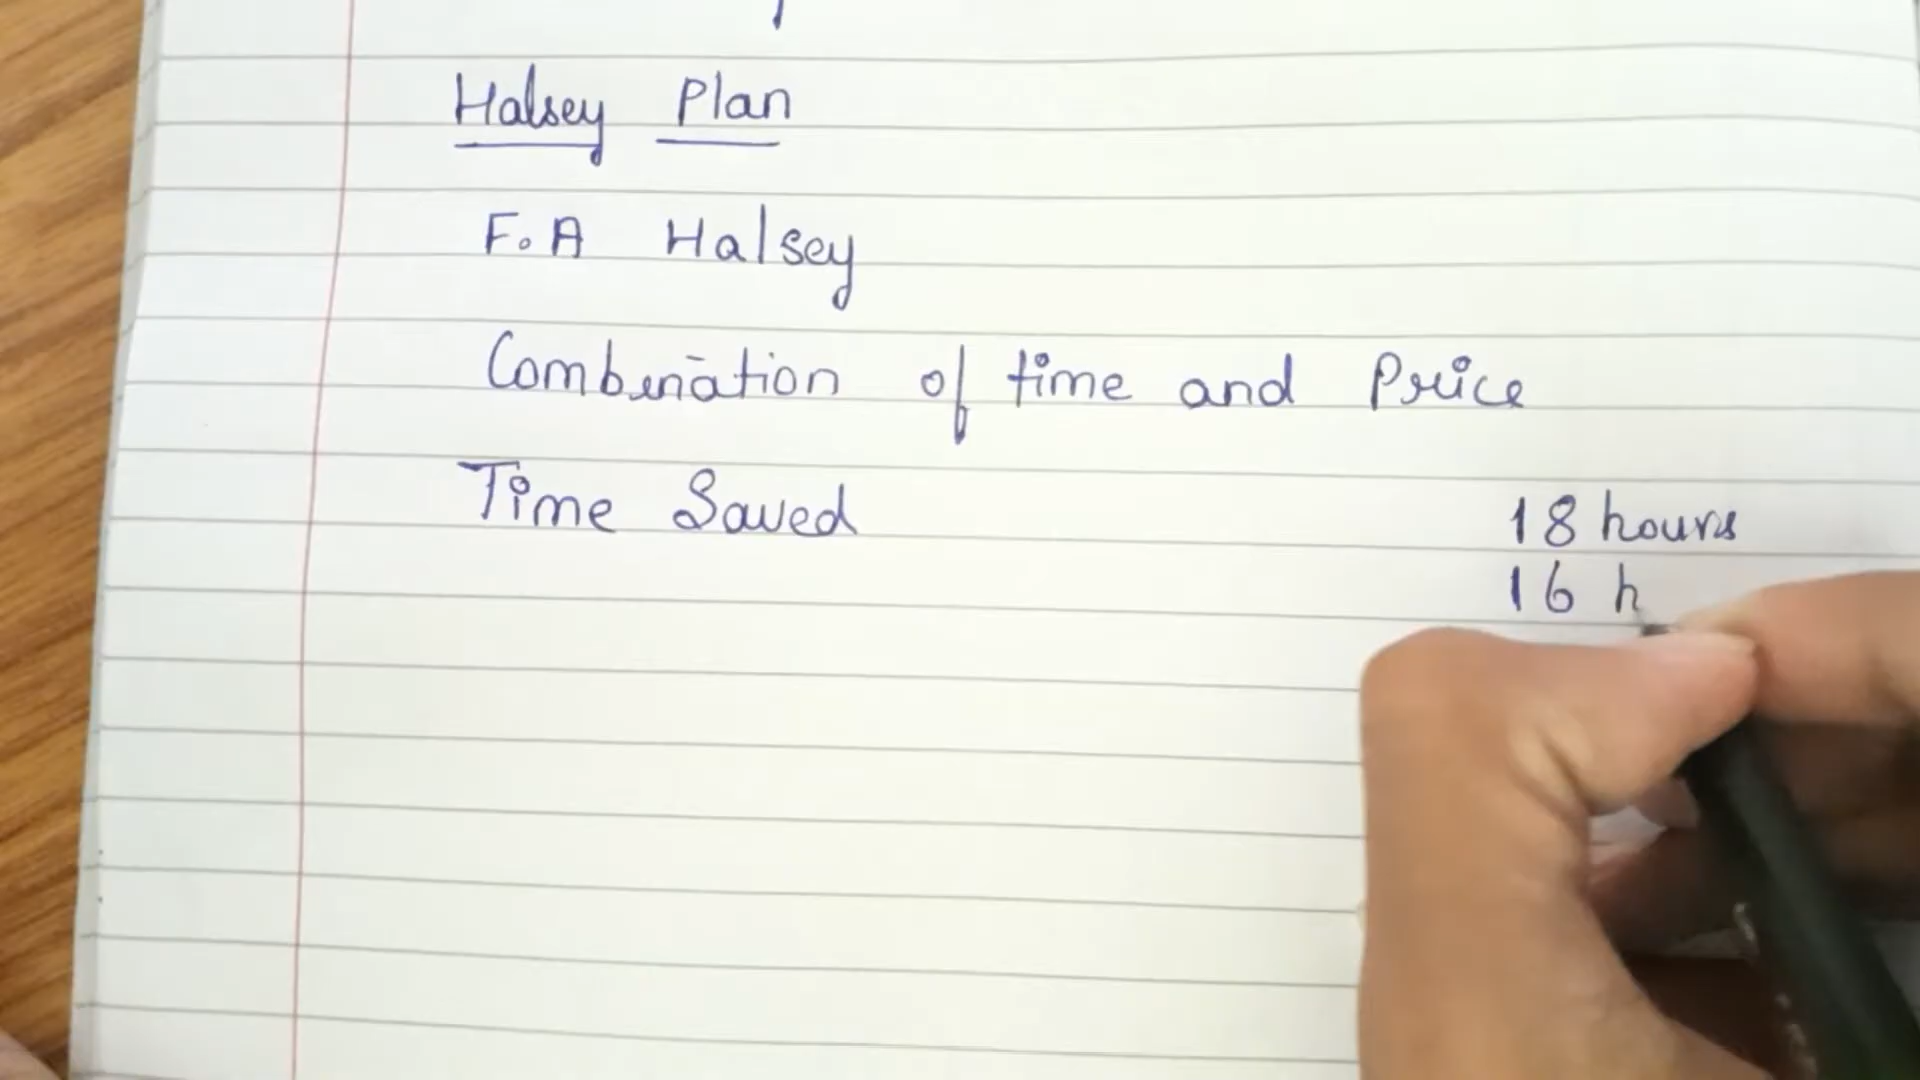 Halsey Plan
F.A Halsey
Combination of time and Price
Time Saved 18 hours
16 h